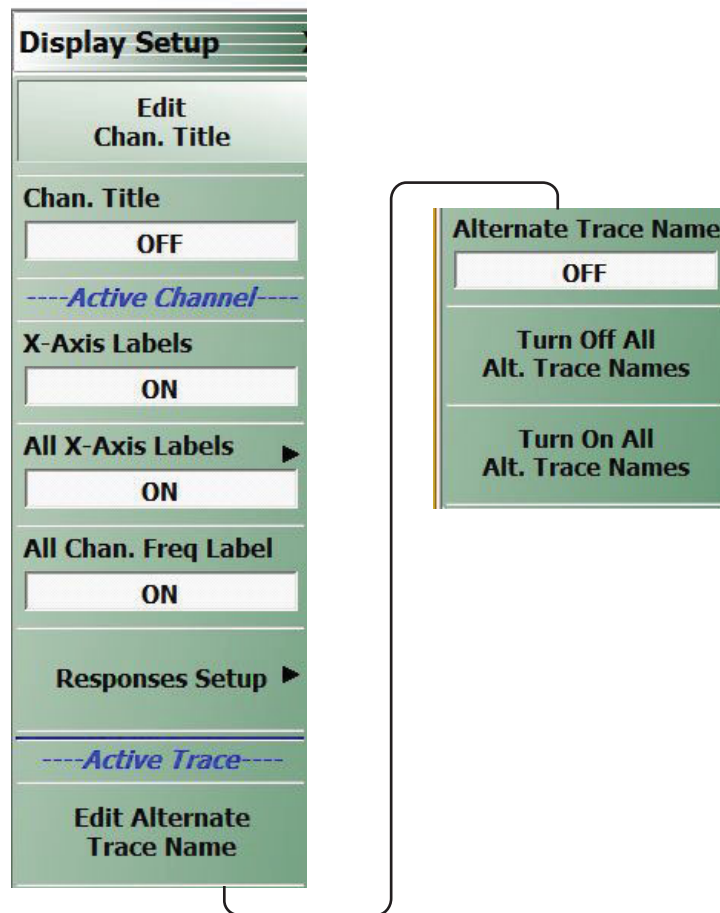 Display Setup
Edit
Chan. Title
Chan. Title
OFF
----Active Channel----
X-Axis Labels
ON
All X-Axis Labels
ON
All Chan. Freq Label
ON
Responses Setup
----Active Trace----
Edit Alternate
Trace Name
Alternate Trace Name
OFF
Turn Off All
Alt. Trace Names
Turn On All
Alt. Trace Names